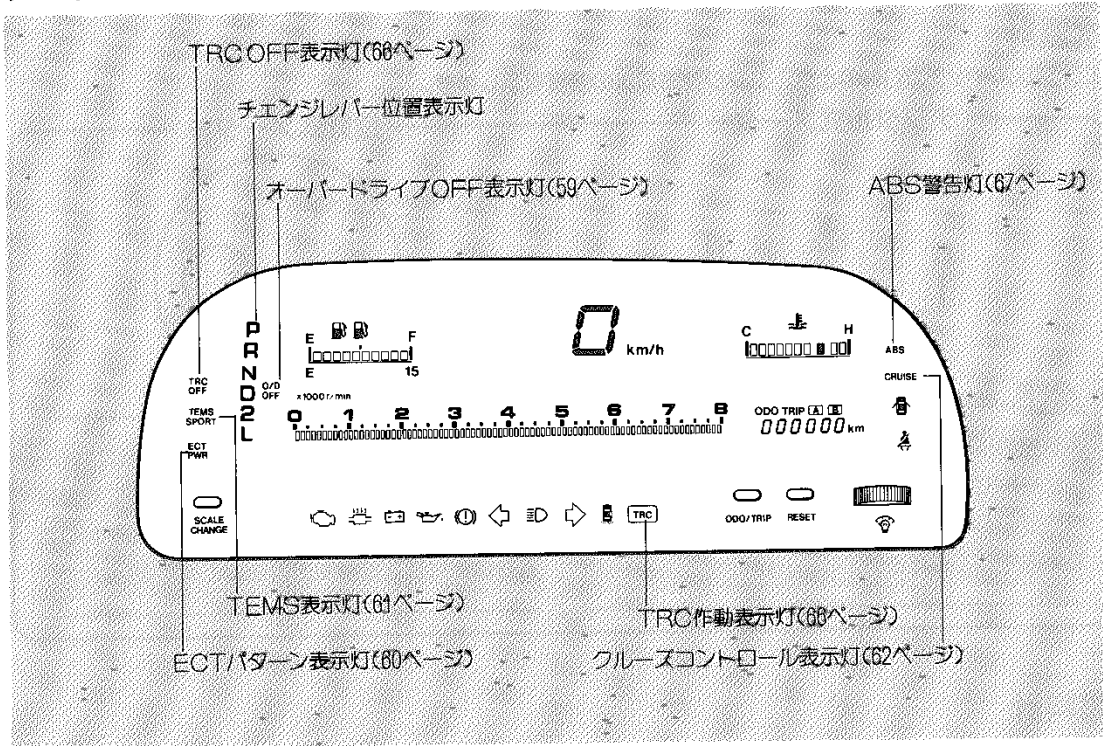 TRC OFF表示灯(66ページ)
チェンジレバー位置表示灯
オーバードライブOFF表示灯(59ページ)
ABS警告灯(67ページ)
P
R
N
D
2
L
E F
E 15
km/h
C H
ABS
CRUISE
TRC
OFF
O/D
OFF
TEMS
SPORT
ECT
PWR
×1000r/min
0 1 2 3 4 5 6 7 8
ODO TRIP A B
000000 km
0
SCALE
CHANGE
TRC
ODO/TRIP RESET
TEMS表示灯(61ページ)
TRC作動表示灯(66ページ)
ECTパターン表示灯(60ページ)
クルーズコントロール表示灯(62ページ)